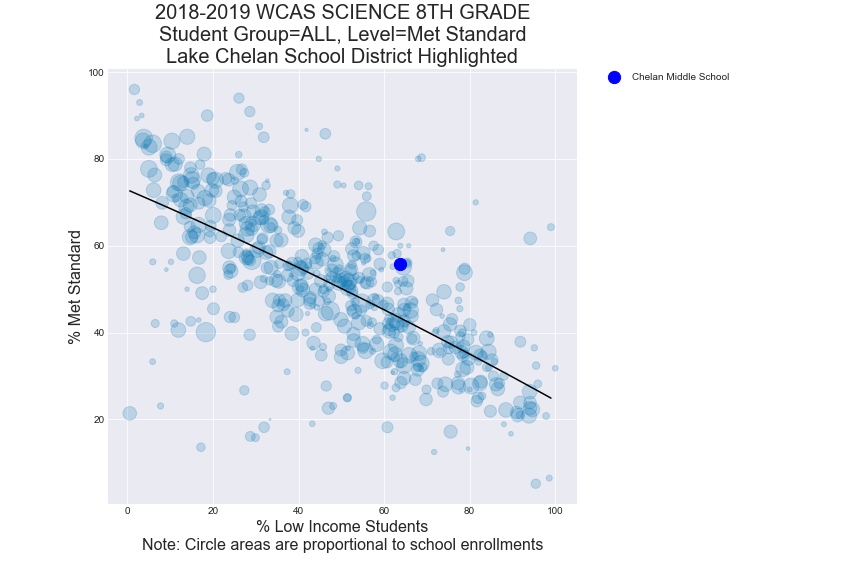 2018-2019 WCAS SCIENCE 8TH GRADE
Student Group=ALL, Level=Met Standard
Lake Chelan School District Highlighted
Chelan Middle School
% Met Standard
100
80
60
40
20
0
20
40
60
80
100
% Low Income Students
Note: Circle areas are proportional to school enrollments